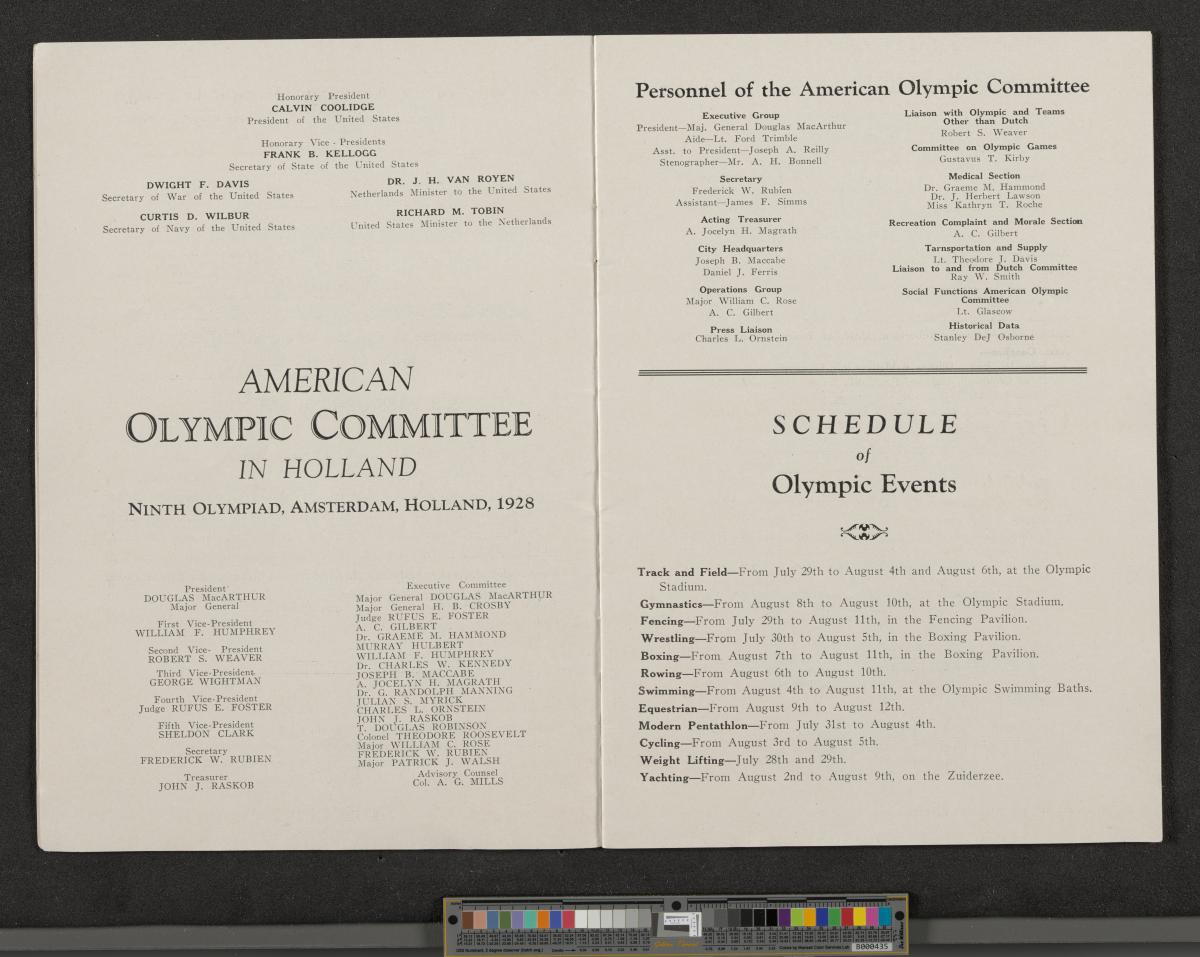 Honorary President
CALVIN COOLIDGE
President of the United States
Honorary Vice - Presidents
FRANK B. KELLOGG
Secretary of State of the United States
DWIGHT F. DAVIS
Secretary of War of the United States
DR. J. H. VAN ROYEN
Netherlands Minister to the United States
CURTIS D. WILBUR
Secretary of Navy of the United States
RICHARD M. TOBIN
United States Minister to the Netherlands
AMERICAN
OLYMPIC COMMITTEE
IN HOLLAND
NINTH OLYMPIAD, AMSTERDAM, HOLLAND, 1928
President
DOUGLAS MacARTHUR
Major General
First Vice-President
WILLIAM F. HUMPHREY
Second Vice- President
ROBERT S. WEAVER
Third Vice-President
GEORGE WIGHTMAN
Fourth Vice-President
Judge RUFUS E. FOSTER
Fifth Vice-President
SHELDON CLARK
Secretary
FREDERICK W. RUBIEN
Treasurer
JOHN J. RASKOB
Executive Committee
Major General DOUGLAS MacARTHUR
Major General H. B. CROSBY
Judge RUFUS E. FOSTER
A. C. GILBERT
Dr. GRAEME M. HAMMOND
MURRAY HULBERT
WILLIAM F. HUMPHREY
Dr. CHARLES W. KENNEDY
JOSEPH B. MACCABE
A. JOCELYN H. MAGRATH
Dr. G. RANDOLPH MANNING
JULIAN S. MYRICK
CHARLES L. ORNSTEIN
JOHN J. RASKOB
T. DOUGLAS ROBINSON
Colonel THEODORE ROOSEVELT
Major WILLIAM C. ROSE
FREDERICK W. RUBIEN
Major PATRICK J. WALSH
Advisory Counsel
Col. A. G. MILLS
Personnel of the American Olympic Committee
Executive Group
President—Maj. General Douglas MacArthur
Aide—Lt. Ford Trimble
Asst. to President—Joseph A. Reilly
Stenographer—Mr. A. H. Bonnell
Secretary
Frederick W. Rubien
Assistant—James F. Simms
Acting Treasurer
A. Jocelyn H. Magrath
City Headquarters
Joseph B. Maccabe
Daniel J. Ferris
Operations Group
Major William C. Rose
A. C. Gilbert
Press Liaison
Charles L. Ornstein
Liaison with Olympic and Teams
Other than Dutch
Robert S. Weaver
Committee on Olympic Games
Gustavus T. Kirby
Medical Section
Dr. Graeme M. Hammond
Dr. J. Herbert Lawson
Miss Kathryn T. Roche
Recreation Complaint and Morale Section
A. C. Gilbert
Tarnsportation and Supply
Lt. Theodore J. Davis
Liaison to and from Dutch Committee
Ray W. Smith
Social Functions American Olympic
Committee
Lt. Glascow
Historical Data
Stanley DeJ Osborne
SCHEDULE
of
Olympic Events
Track and Field—From July 29th to August 4th and August 6th, at the Olympic
Stadium.
Gymnastics—From August 8th to August 10th, at the Olympic Stadium.
Fencing—From July 29th to August 11th, in the Fencing Pavilion.
Wrestling—From July 30th to August 5th, in the Boxing Pavilion.
Boxing—From August 7th to August 11th, in the Boxing Pavilion.
Rowing—From August 6th to August 10th.
Swimming—From August 4th to August 11th, at the Olympic Swimming Baths.
Equestrian—From August 9th to August 12th.
Modern Pentathlon—From July 31st to August 4th.
Cycling—From August 3rd to August 5th.
Weight Lifting—July 28th and 29th.
Yachting—From August 2nd to August 9th, on the Zuiderzee.
B000435